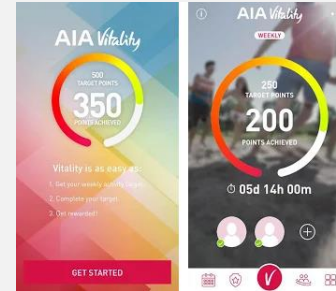 AIA Vitality
500
TARGET POINTS
350
POINTS ACHIEVED
Vitality is as easy as:
1. Get your weekly activity target.
2. Complete your target.
3. Get rewarded!
GET STARTED
AIA Vitality
WEEKLY
250
TARGET POINTS
200
POINTS ACHIEVED
05d 14h 00m